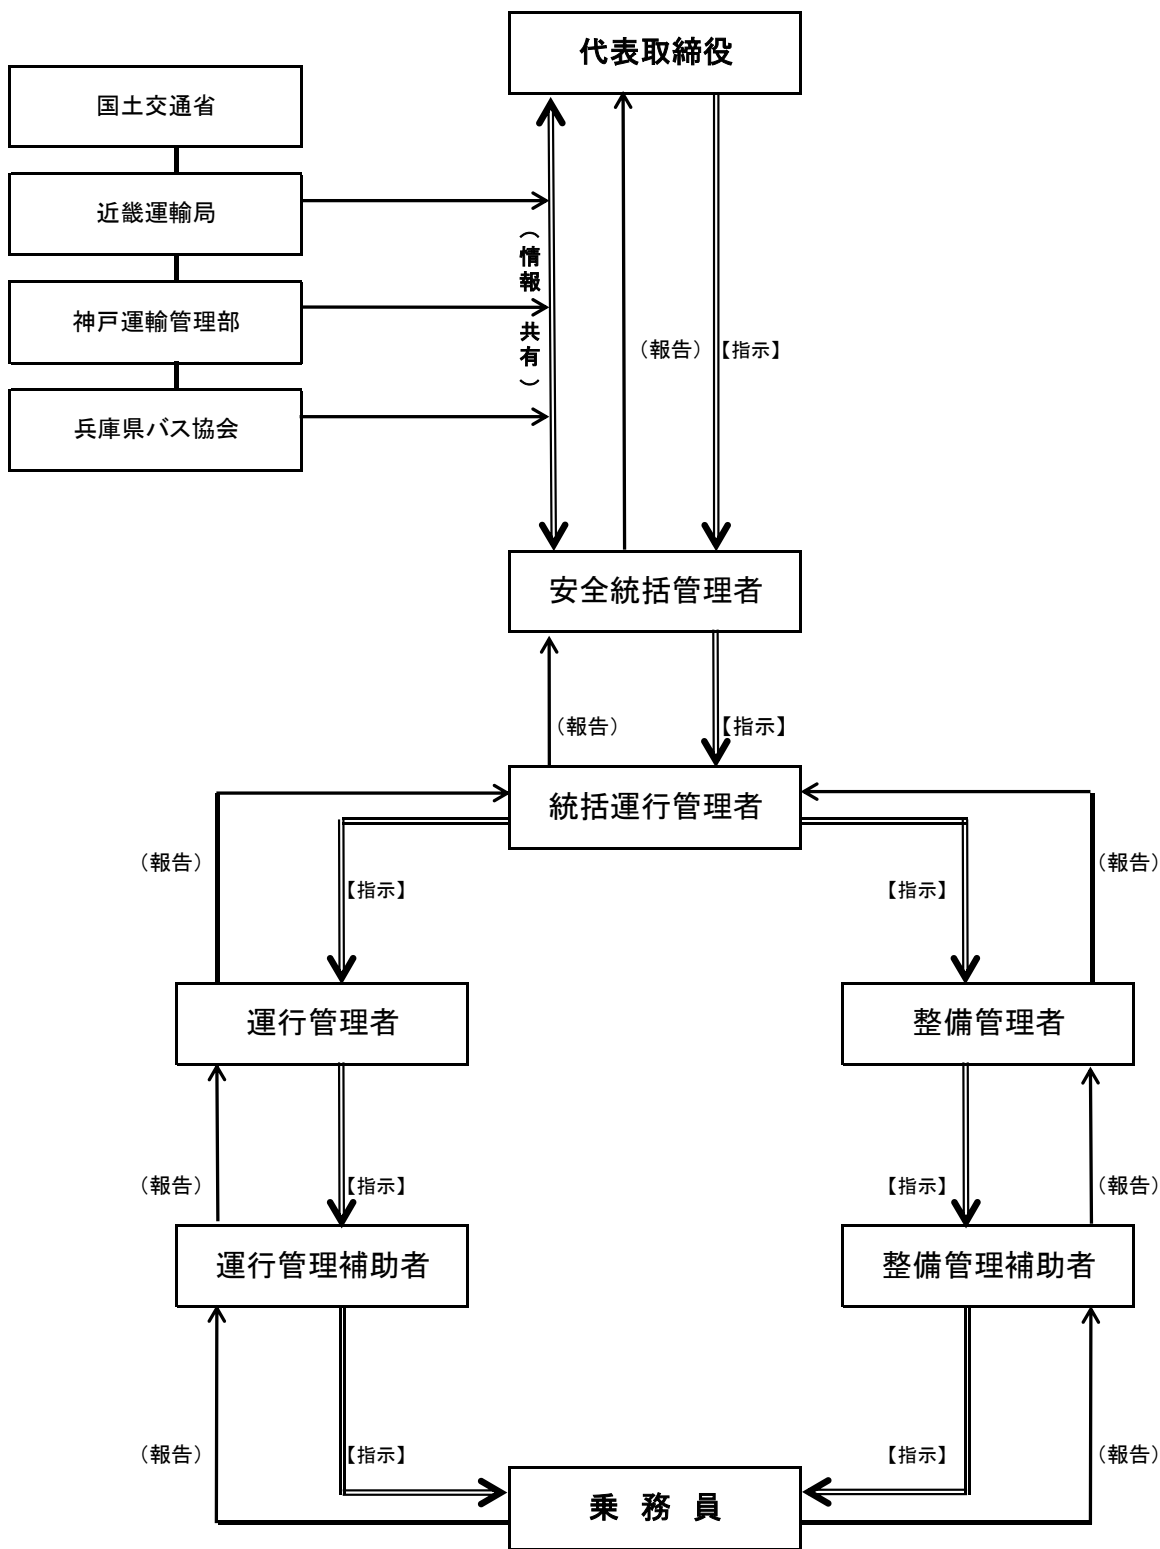 代表取締役
国土交通省
近畿運輸局
神戸運輸管理部
兵庫県バス協会
（情報共有）
（報告）
【指示】
安全統括管理者
（報告）
【指示】
統括運行管理者
（報告）
【指示】
【指示】
（報告）
運行管理者
整備管理者
（報告）
【指示】
【指示】
（報告）
運行管理補助者
整備管理補助者
（報告）
【指示】
【指示】
（報告）
乗　務　員